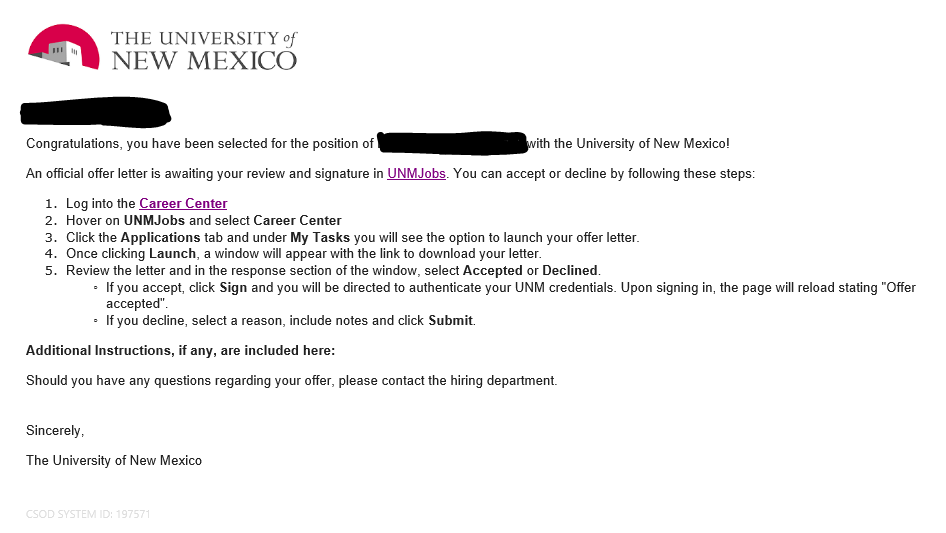 THE UNIVERSITY of
NEW MEXICO
Congratulations, you have been selected for the position of with the University of New Mexico!
An official offer letter is awaiting your review and signature in UNMJobs. You can accept or decline by following these steps:
1. Log into the Career Center
2. Hover on UNMJobs and select Career Center
3. Click the Applications tab and under My Tasks you will see the option to launch your offer letter.
4. Once clicking Launch, a window will appear with the link to download your letter.
5. Review the letter and in the response section of the window, select Accepted or Declined.
◦ If you accept, click Sign and you will be directed to authenticate your UNM credentials. Upon signing in, the page will reload stating "Offer
accepted".
◦ If you decline, select a reason, include notes and click Submit.
Additional Instructions, if any, are included here:
Should you have any questions regarding your offer, please contact the hiring department.
Sincerely,
The University of New Mexico
CSOD SYSTEM ID: 197571